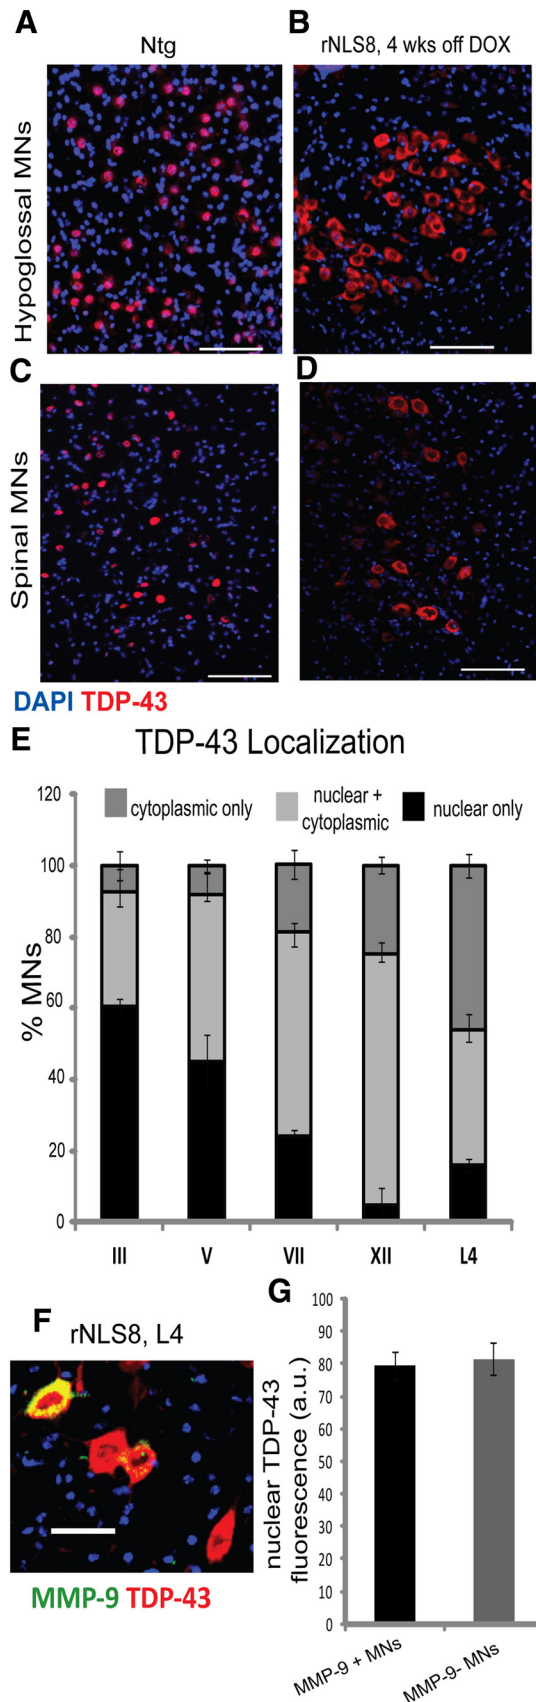 A
Ntg
B
rNLS8, 4 wks off DOX
Hypoglossal MNs
C
D
Spinal MNs
DAPI TDP-43
E
TDP-43 Localization
cytoplasmic only
nuclear +
cytoplasmic
nuclear only
% MNs
120
100
80
60
40
20
0
III
V
VII
XII
L4
F
rNLS8, L4
MMP-9 TDP-43
G
nuclear TDP-43
fluorescence (a.u.)
100
90
80
70
60
50
40
30
20
10
0
MMP-9 + MNs
MMP-9- MNs